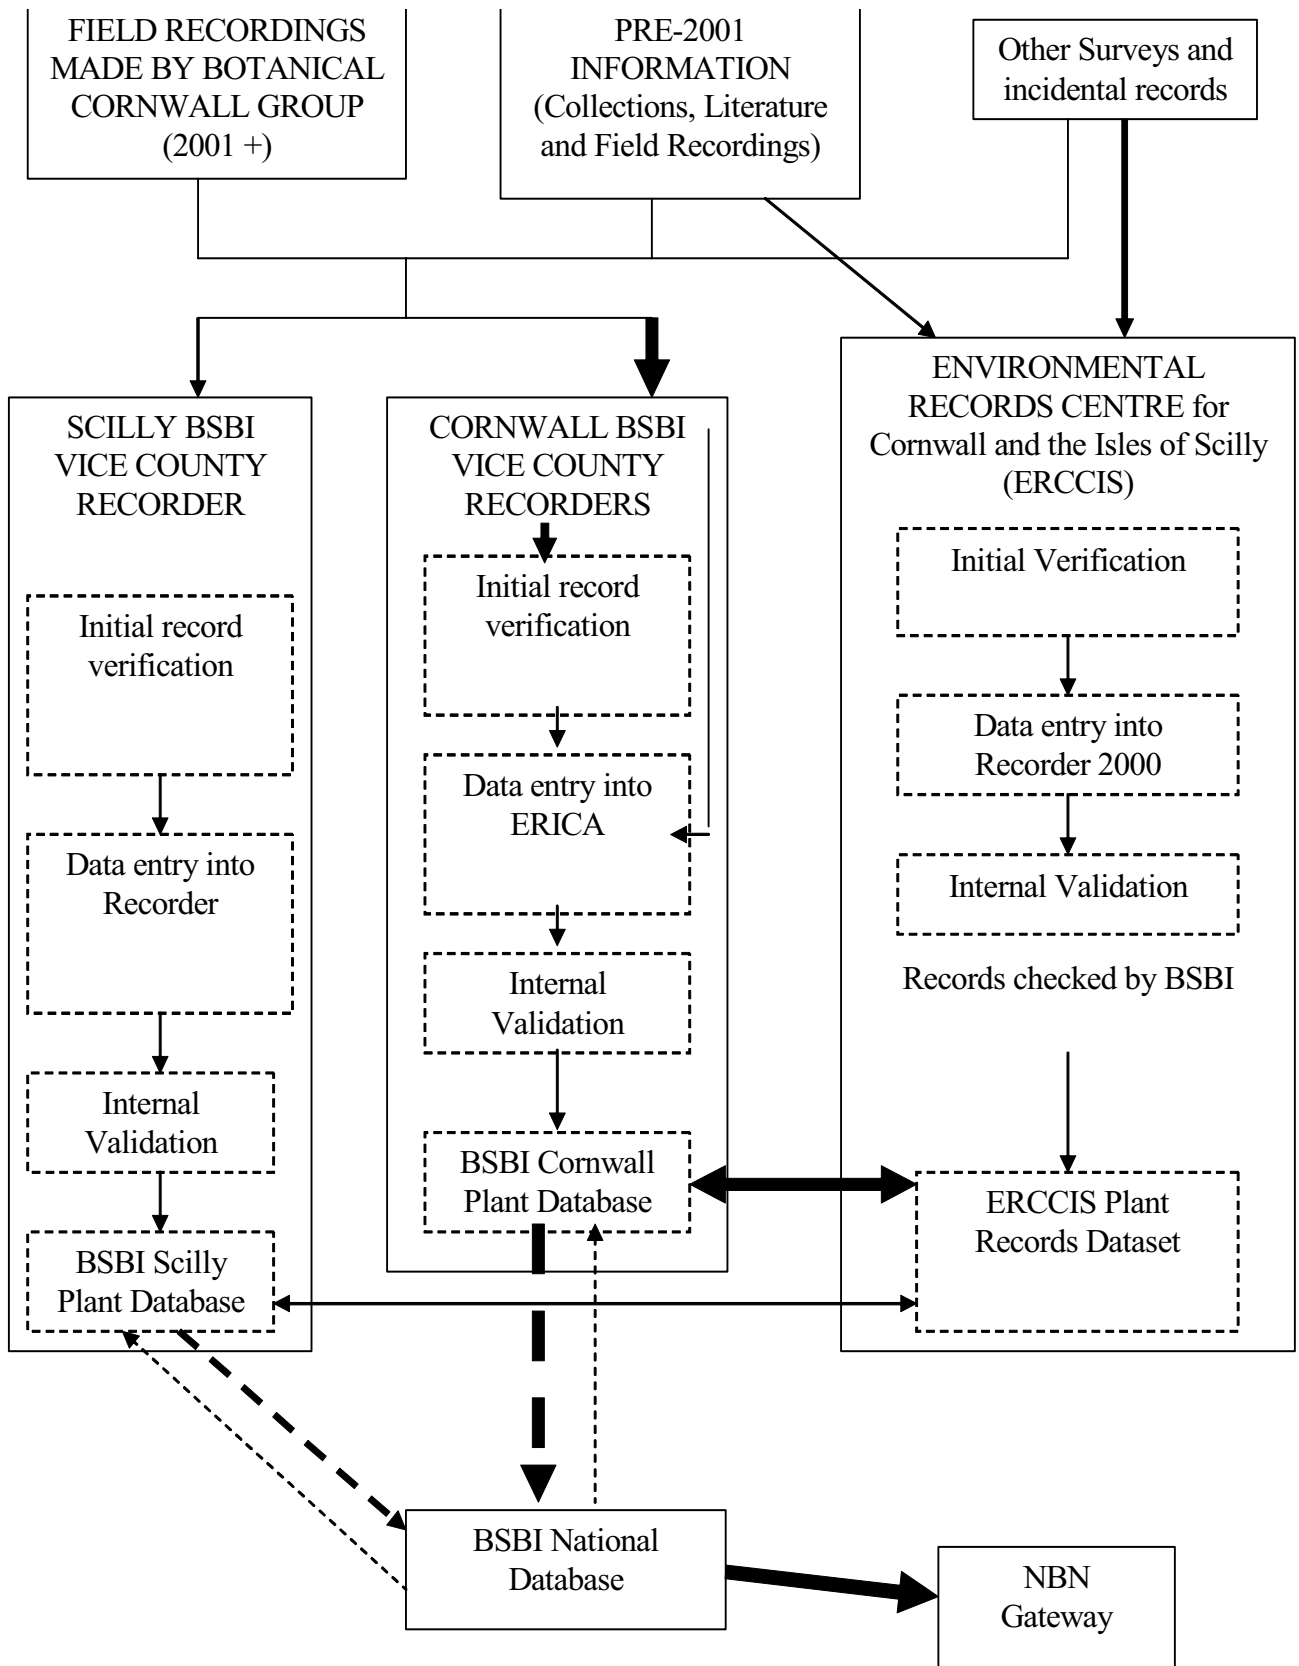 FIELD RECORDINGS
MADE BY BOTANICAL
CORNWALL GROUP
(2001 +)
PRE-2001
INFORMATION
(Collections, Literature
and Field Recordings)
Other Surveys and
incidental records
SCILLY BSBI
VICE COUNTY
RECORDER
Initial record
verification
Data entry into
Recorder
Internal
Validation
BSBI Scilly
Plant Database
CORNWALL BSBI
VICE COUNTY
RECORDERS
Initial record
verification
Data entry into
ERICA
Internal
Validation
BSBI Cornwall
Plant Database
ENVIRONMENTAL
RECORDS CENTRE for
Cornwall and the Isles of Scilly
(ERCCIS)
Initial Verification
Data entry into
Recorder 2000
Internal Validation
Records checked by BSBI
ERCCIS Plant
Records Dataset
BSBI National
Database
NBN
Gateway